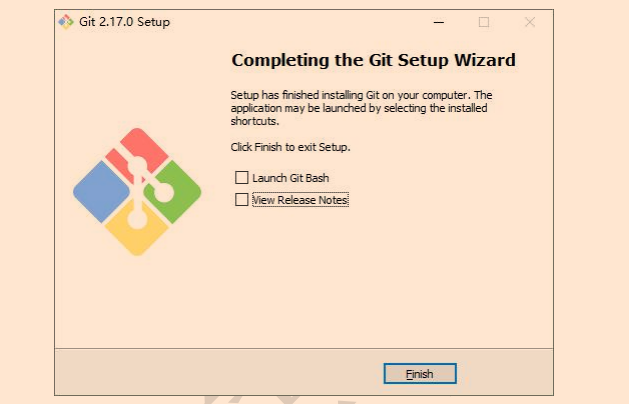 Git 2.17.0 Setup
Completing the Git Setup Wizard
Setup has finished installing Git on your computer. The
application may be launched by selecting the installed
shortcuts.
Click Finish to exit Setup.
Launch Git Bash
View Release Notes
Finish